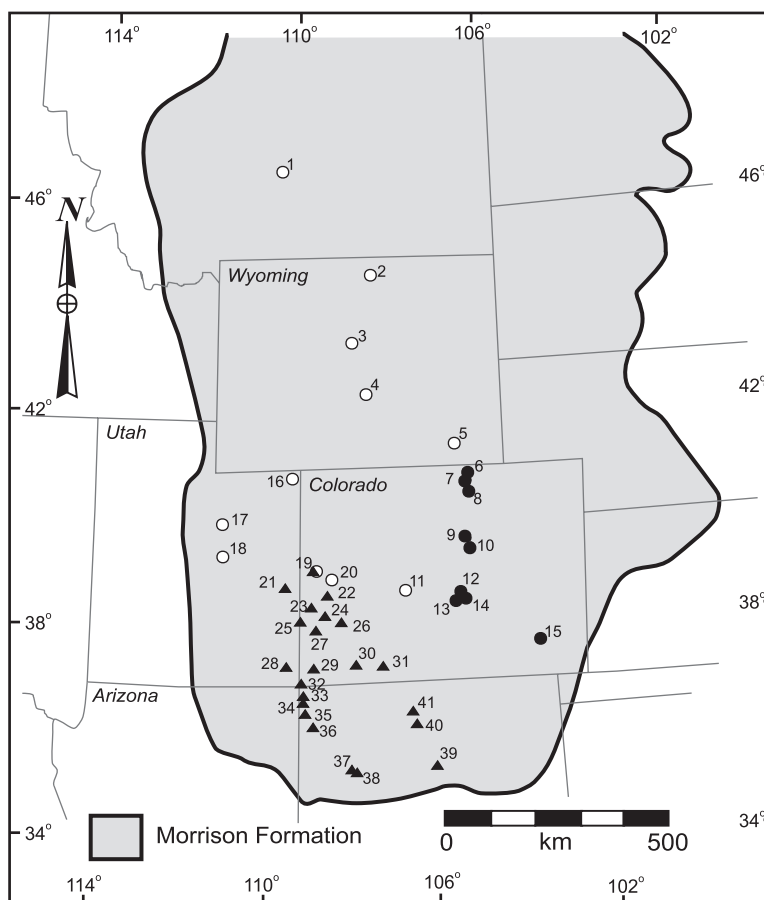 114° 110° 106° 102°
1
46° 46°
N
2
Wyoming
3
4
42° 42°
Utah
5
6
16 Colorado 7
8
17
9
10
18
19 20
21 11 12
22
23 24 13 14
25 26
27 15
28 29 30 31
Arizona 32
33
34 41
35
36 40
37 39
38
34° 34°
Morrison Formation
0 km 500
114° 110° 106° 102°
38° 38°